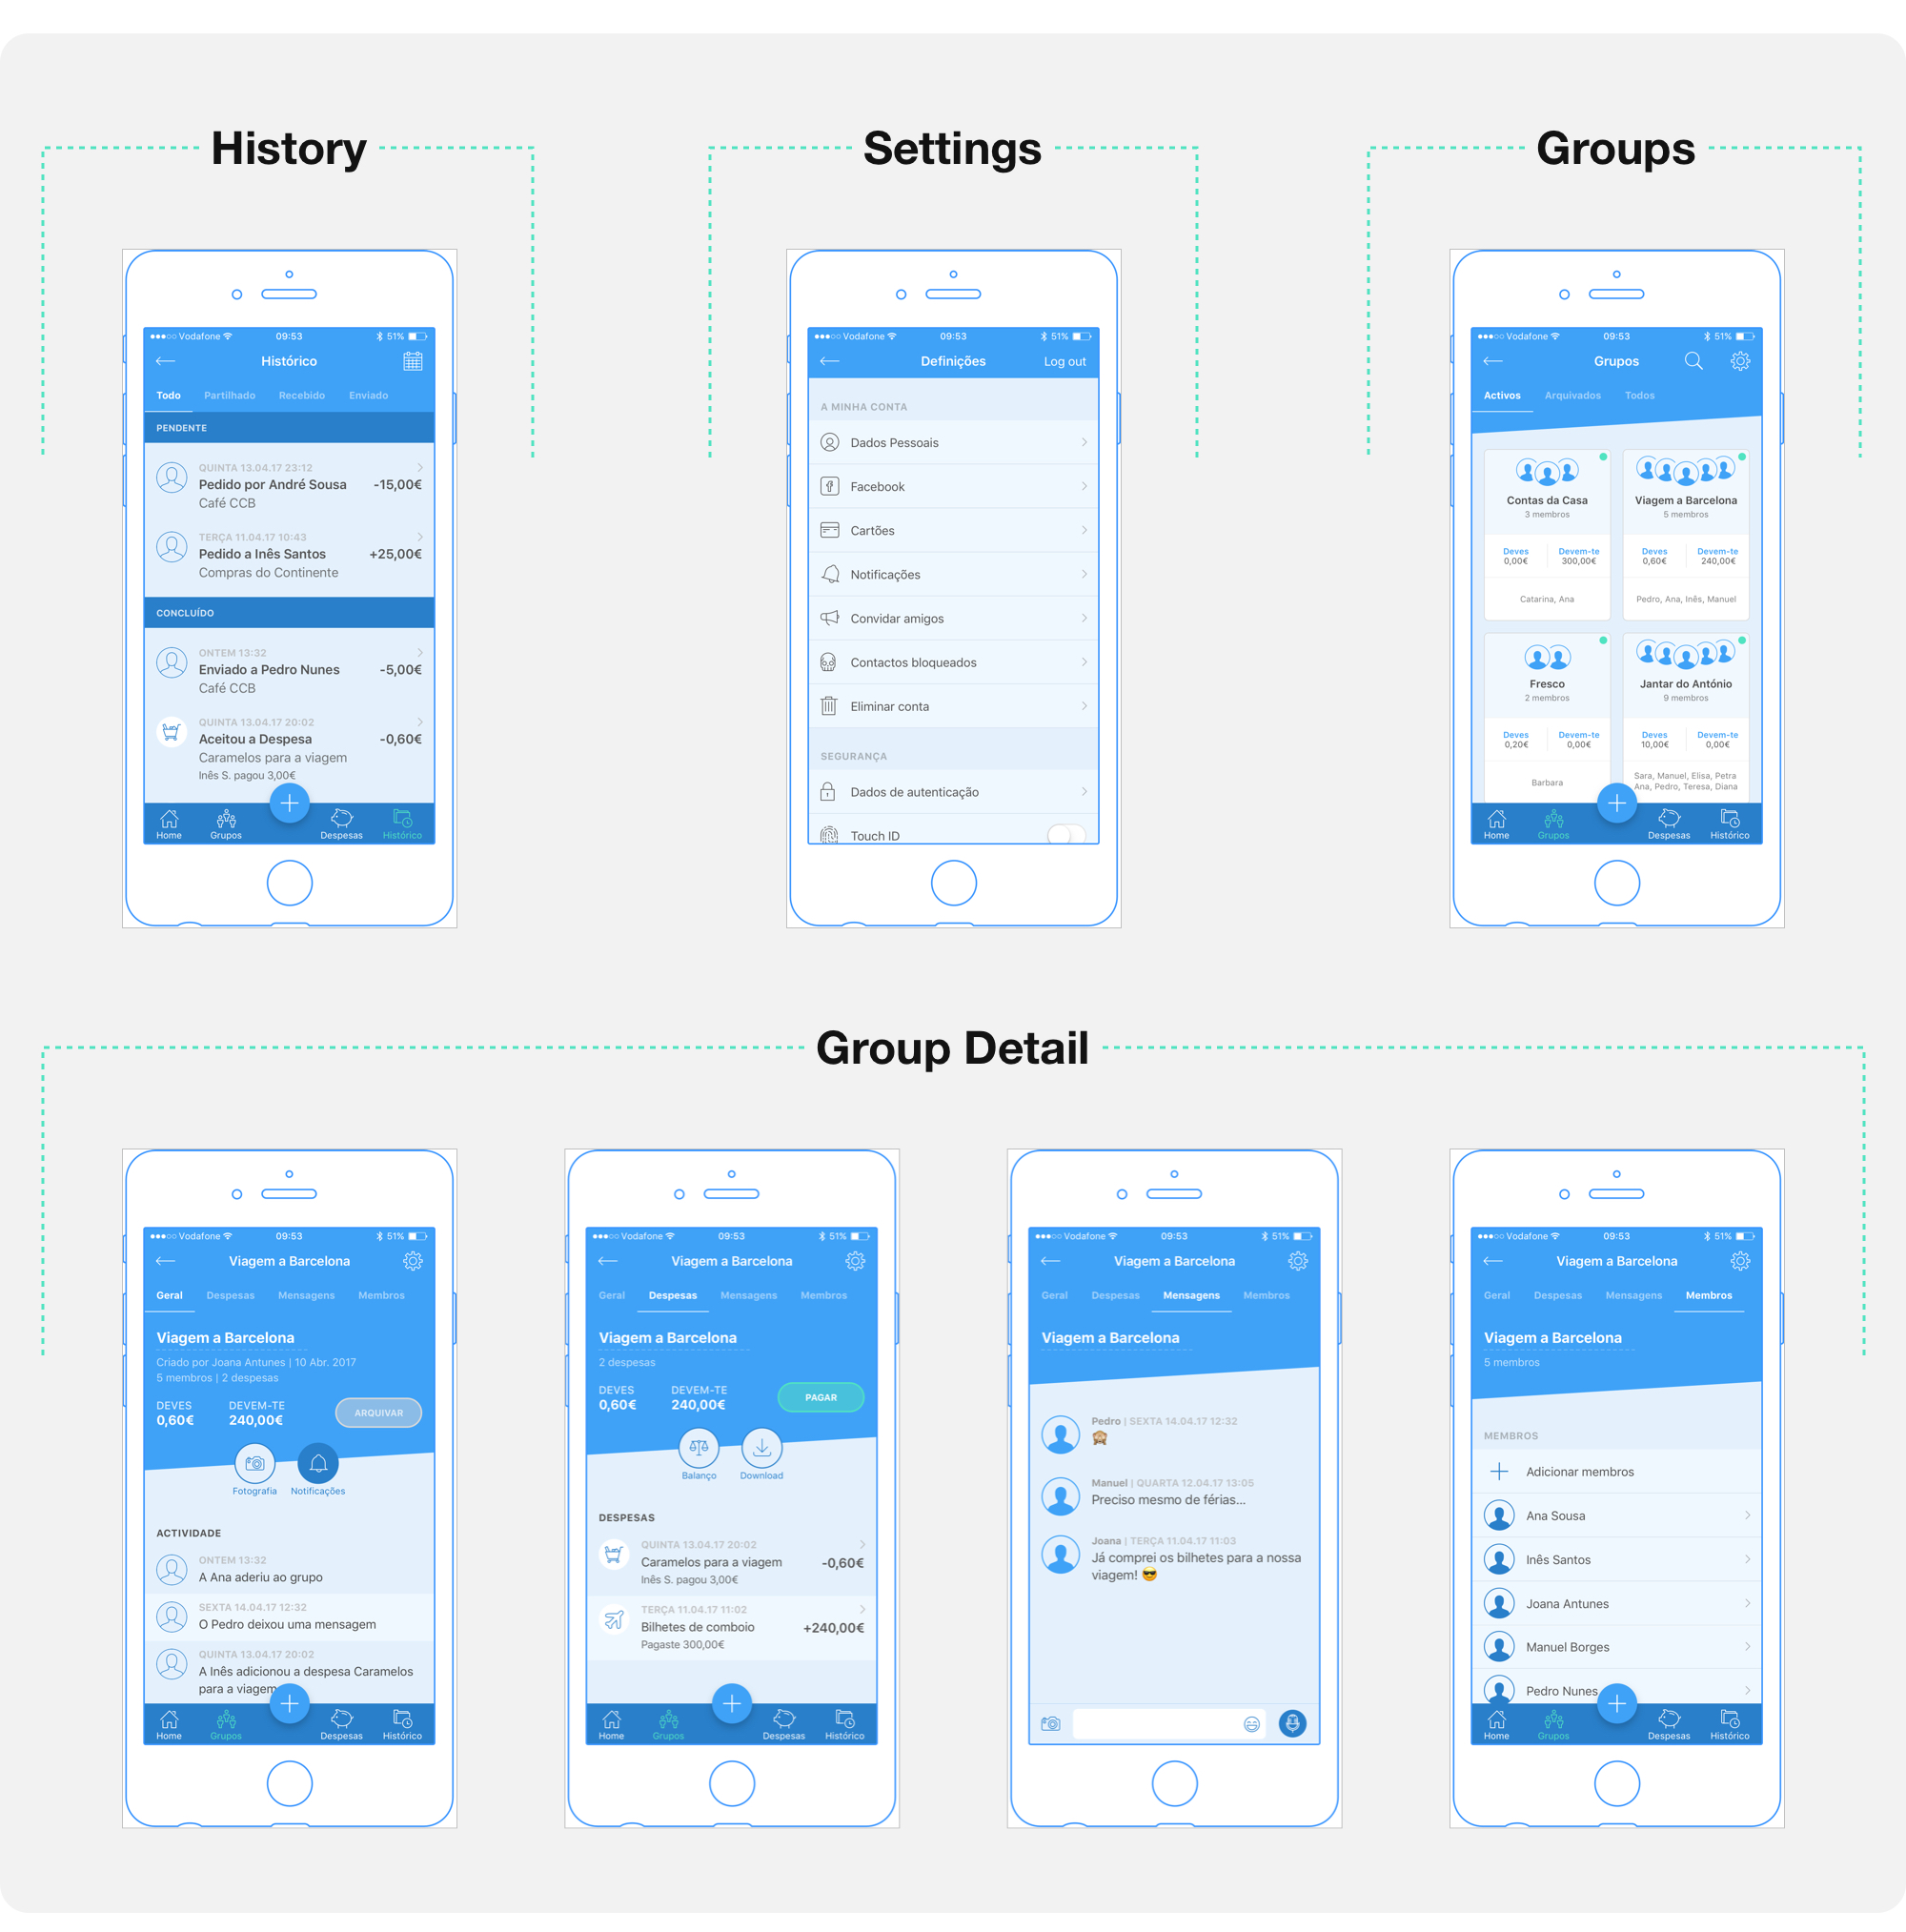 History
Vodafone 09:53 51%
Histórico
Todo Partilhado Recebido Enviado
PENDENTE
QUINTA 13.04.17 23:12
Pedido por André Sousa -15,00€
Café CCB
TERÇA 11.04.17 10:43
Pedido a Inês Santos +25,00€
Compras do Continente
CONCLUÍDO
ONTEM 13:32
Enviado a Pedro Nunes -5,00€
Café CCB
QUINTA 13.04.17 20:02
Aceitou a Despesa -0,60€
Caramelos para a viagem
Inês S. pagou 3,00€
Home Grupos Despesas Histórico
Settings
Vodafone 09:53 51%
Definições Log out
A MINHA CONTA
Dados Pessoais
Facebook
Cartões
Notificações
Convidar amigos
Contactos bloqueados
Eliminar conta
SEGURANÇA
Dados de autenticação
Touch ID
Groups
Vodafone 09:53 51%
Grupos
Activos Arquivados Todos
Contas da Casa
3 membros
Deves Devem-te
0,00€ 300,00€
Catarina, Ana
Viagem a Barcelona
5 membros
Deves Devem-te
0,60€ 240,00€
Pedro, Ana, Inês, Manuel
Fresco
2 membros
Deves Devem-te
0,20€ 0,00€
Barbara
Jantar do António
9 membros
Deves Devem-te
10,00€ 0,00€
Sara, Manuel, Elisa, Petra
Ana, Pedro, Teresa, Diana
Home Grupos Despesas Histórico
Group Detail
Vodafone 09:53 51%
Viagem a Barcelona
Geral Despesas Mensagens Membros
Viagem a Barcelona
Criado por Joana Antunes | 10 Abr. 2017
5 membros | 2 despesas
DEVES DEVEM-TE
0,60€ 240,00€ ARQUIVAR
Fotografia Notificações
ACTIVIDADE
ONTEM 13:32
A Ana aderiu ao grupo
SEXTA 14.04.17 12:32
O Pedro deixou uma mensagem
QUINTA 13.04.17 20:02
A Inês adicionou a despesa Caramelos
para a viagem
Home Grupos Despesas Histórico
Vodafone 09:53 51%
Viagem a Barcelona
Geral Despesas Mensagens Membros
Viagem a Barcelona
2 despesas
DEVES DEVEM-TE
0,60€ 240,00€ PAGAR
Balanço Download
DESPESAS
QUINTA 13.04.17 20:02
Caramelos para a viagem -0,60€
Inês S. pagou 3,00€
TERÇA 11.04.17 11:02
Bilhetes de comboio +240,00€
Pagaste 300,00€
Home Grupos Despesas Histórico
Vodafone 09:53 51%
Viagem a Barcelona
Geral Despesas Mensagens Membros
Viagem a Barcelona
Pedro | SEXTA 14.04.17 12:32
🙈
Manuel | QUARTA 12.04.17 13:05
Preciso mesmo de férias...
Joana | TERÇA 11.04.17 11:03
Já comprei os bilhetes para a nossa
viagem! 😎
Vodafone 09:53 51%
Viagem a Barcelona
Geral Despesas Mensagens Membros
Viagem a Barcelona
5 membros
MEMBROS
Adicionar membros
Ana Sousa
Inês Santos
Joana Antunes
Manuel Borges
Pedro Nunes
Home Grupos Despesas Histórico